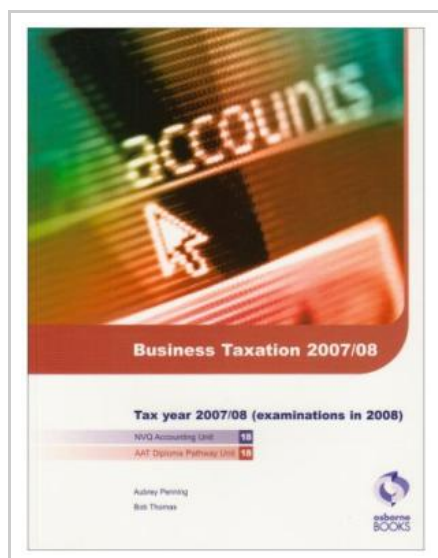 accounts
Business Taxation 2007/08
Tax year 2007/08 (examinations in 2008)
NVQ Accounting Unit 18
AAT Diploma Pathway Unit 18
Aubrey Penning
Bob Thomas
osborne
BOOKS